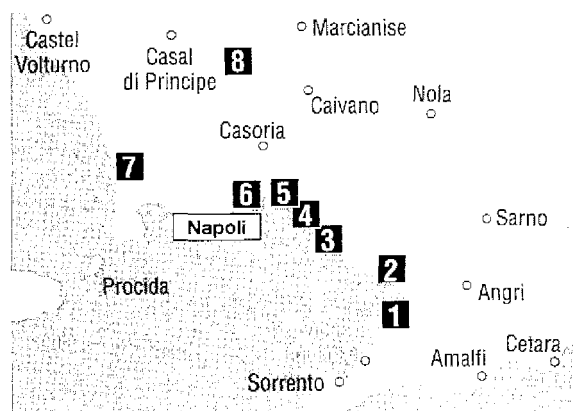 Castel
Volturno
Casal
di Principe
8
Marcianise
Caivano
Nola
Casoria
7
6
5
4
3
Napoli
Sarno
2
Procida
Angri
1
Sorrento
Amalfi
Cetara